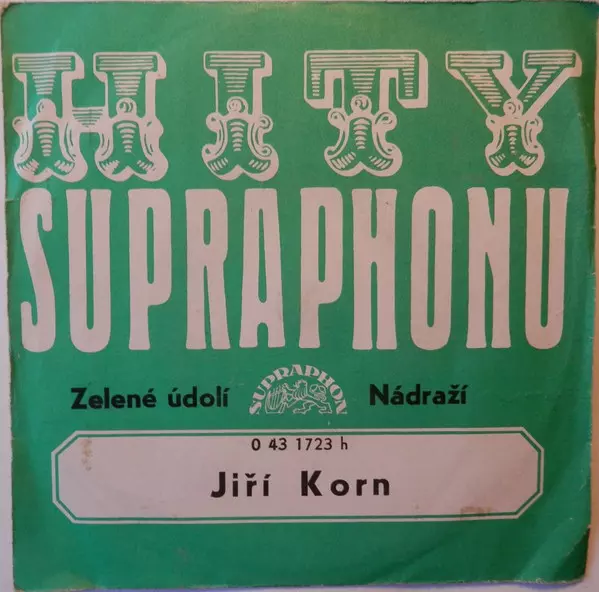 HITY
SUPRAPHONU
Zelené údolí SUPRAPHON Nádraží
0 43 1723 h
Jiří Korn